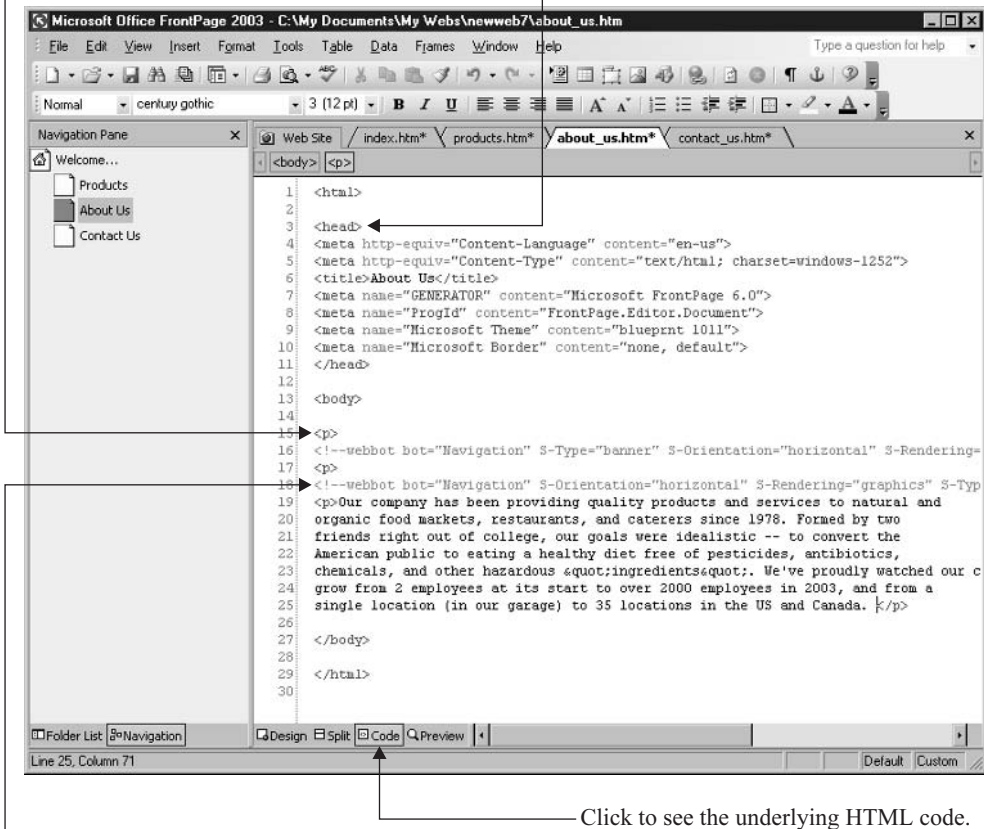 Microsoft Office FrontPage 2003 - C:\My Documents\My Webs\newweb7\about_us.htm
File Edit View Insert Format Tools Table Data Frames Window Help Type a question for help
Normal century gothic 3 (12 pt) B I U A A A
Navigation Pane
Web Site index.htm* products.htm* about_us.htm* contact_us.htm*
Welcome...
Products
About Us
Contact Us
<body> <p>
1 <html>
2
3 <head>
4 <meta http-equiv="Content-Language" content="en-us">
5 <meta http-equiv="Content-Type" content="text/html; charset=windows-1252">
6 <title>About Us</title>
7 <meta name="GENERATOR" content="Microsoft FrontPage 6.0">
8 <meta name="ProgId" content="FrontPage.Editor.Document">
9 <meta name="Microsoft Theme" content="blueprnt 1011">
10 <meta name="Microsoft Border" content="none, default">
11 </head>
12
13 <body>
14
15 <p>
16 <!--webbot bot="Navigation" S-Type="banner" S-Orientation="horizontal" S-Rendering=
17 <p>
18 <!--webbot bot="Navigation" S-Orientation="horizontal" S-Rendering="graphics" S-Typ
19 <p>Our company has been providing quality products and services to natural and
20 organic food markets, restaurants, and caterers since 1978. Formed by two
21 friends right out of college, our goals were idealistic -- to convert the
22 American public to eating a healthy diet free of pesticides, antibiotics,
23 chemicals, and other hazardous &quot;ingredients&quot;. We've proudly watched our c
24 grow from 2 employees at its start to over 2000 employees in 2003, and from a
25 single location (in our garage) to 35 locations in the US and Canada. </p>
26
27 </body>
28
29 </html>
30
Folder List Navigation Design Split Code Preview
Line 25, Column 71 Default Custom
Click to see the underlying HTML code.